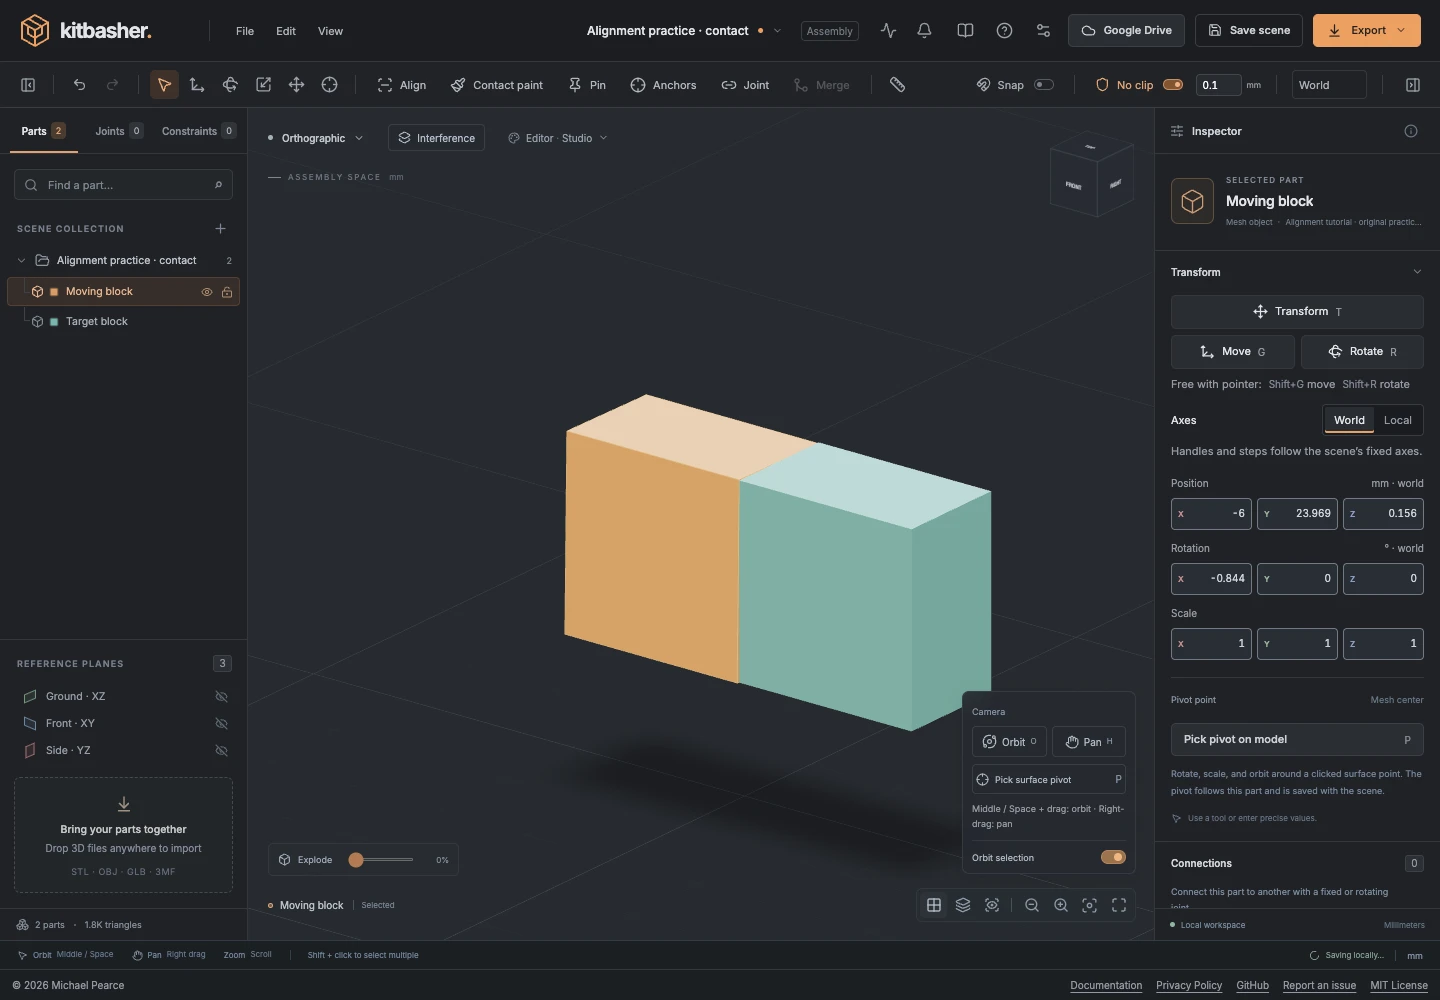 kitbasher.
File Edit View
Alignment practice · contact
Assembly
Google Drive
Save scene
Export
Align
Contact paint
Pin
Anchors
Joint
Merge
Snap
No clip
0.1 mm
World
Parts 2
Joints 0
Constraints 0
Find a part...
SCENE COLLECTION
Alignment practice · contact 2
Moving block
Target block
REFERENCE PLANES 3
Ground · XZ
Front · XY
Side · YZ
Bring your parts together
Drop 3D files anywhere to import
STL · OBJ · GLB · 3MF
2 parts · 1.8K triangles
Orthographic
Interference
Editor · Studio
ASSEMBLY SPACE mm
FRONT
RIGHT
Camera
Orbit O
Pan H
Pick surface pivot P
Middle / Space + drag: orbit · Right-
drag: pan
Orbit selection
Explode 0%
Moving block | Selected
Inspector
SELECTED PART
Moving block
Mesh object · Alignment tutorial · original practic...
Transform
Transform T
Move G
Rotate R
Free with pointer: Shift+G move Shift+R rotate
Axes
World Local
Handles and steps follow the scene's fixed axes.
Position mm · world
X -6 Y 23.969 Z 0.156
Rotation ° · world
X -0.844 Y 0 Z 0
Scale
X 1 Y 1 Z 1
Pivot point Mesh center
Pick pivot on model P
Rotate, scale, and orbit around a clicked surface point. The
pivot follows this part and is saved with the scene.
Use a tool or enter precise values.
Connections 0
Connect this part to another with a fixed or rotating
joint.
Local workspace Millimeters
Orbit Middle / Space Pan Right drag Zoom Scroll Shift + click to select multiple
Saving locally... mm
© 2026 Michael Pearce
Documentation Privacy Policy GitHub Report an issue MIT License